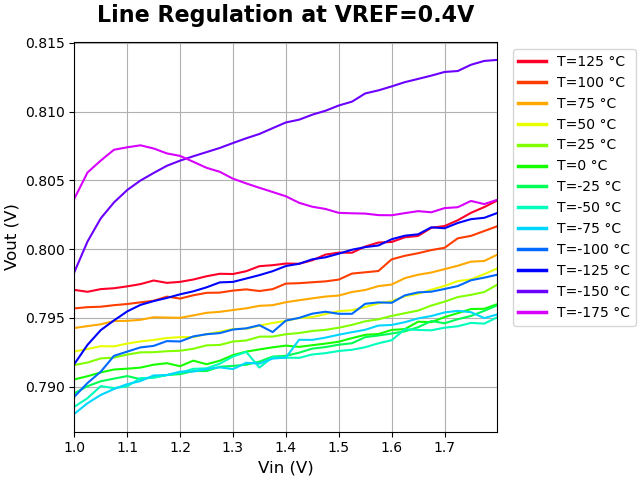 Line Regulation at VREF=0.4V
Vout (V)
0.815
0.810
0.805
0.800
0.795
0.790
1.0 1.1 1.2 1.3 1.4 1.5 1.6 1.7
Vin (V)
T=125 °C
T=100 °C
T=75 °C
T=50 °C
T=25 °C
T=0 °C
T=-25 °C
T=-50 °C
T=-75 °C
T=-100 °C
T=-125 °C
T=-150 °C
T=-175 °C